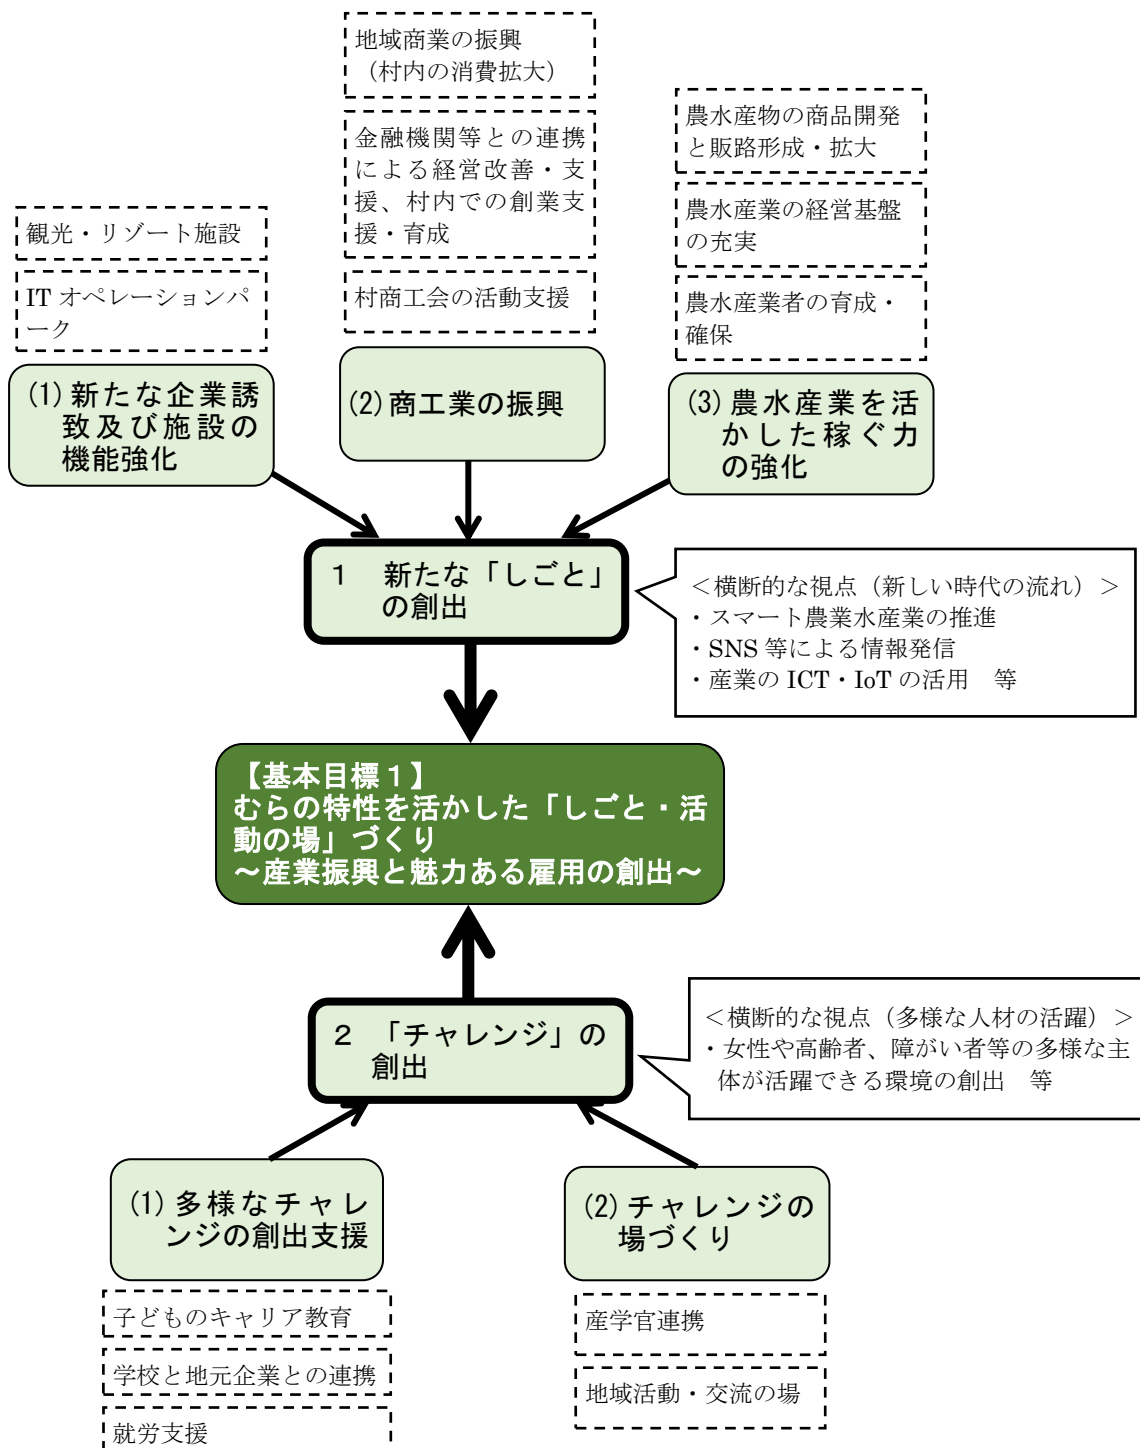 地域商業の振興
（村内の消費拡大）
金融機関等との連携
による経営改善・支
援、村内での創業支
援・育成
村商工会の活動支援
農水産物の商品開発
と販路形成・拡大
農水産業の経営基盤
の充実
農水産業者の育成・
確保
観光・リゾート施設
IT オペレーションパ
ーク
(1) 新たな企業誘
致及び施設の
機能強化
(2) 商工業の振興
(3) 農水産業を活
かした稼ぐ力
の強化
１　新たな「しごと」
の創出
＜横断的な視点（新しい時代の流れ）＞
・スマート農業水産業の推進
・SNS 等による情報発信
・産業の ICT・IoT の活用　等
【基本目標１】
むらの特性を活かした「しごと・活
動の場」づくり
～産業振興と魅力ある雇用の創出～
２　「チャレンジ」の
創出
＜横断的な視点（多様な人材の活躍）＞
・女性や高齢者、障がい者等の多様な主
体が活躍できる環境の創出　等
(1) 多様なチャレ
ンジの創出支援
子どものキャリア教育
学校と地元企業との連携
就労支援
(2) チャレンジの
場づくり
産学官連携
地域活動・交流の場